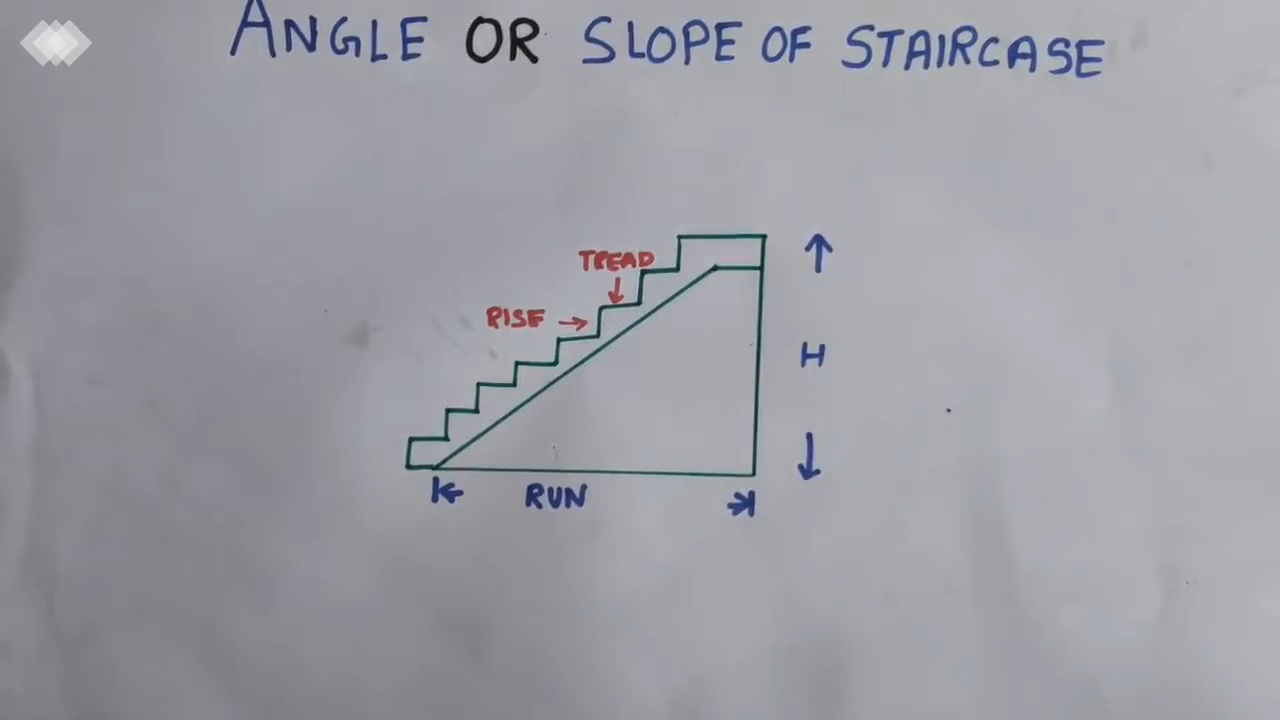 ANGLE OR SLOPE OF STAIRCASE
TREAD
RISE
H
RUN